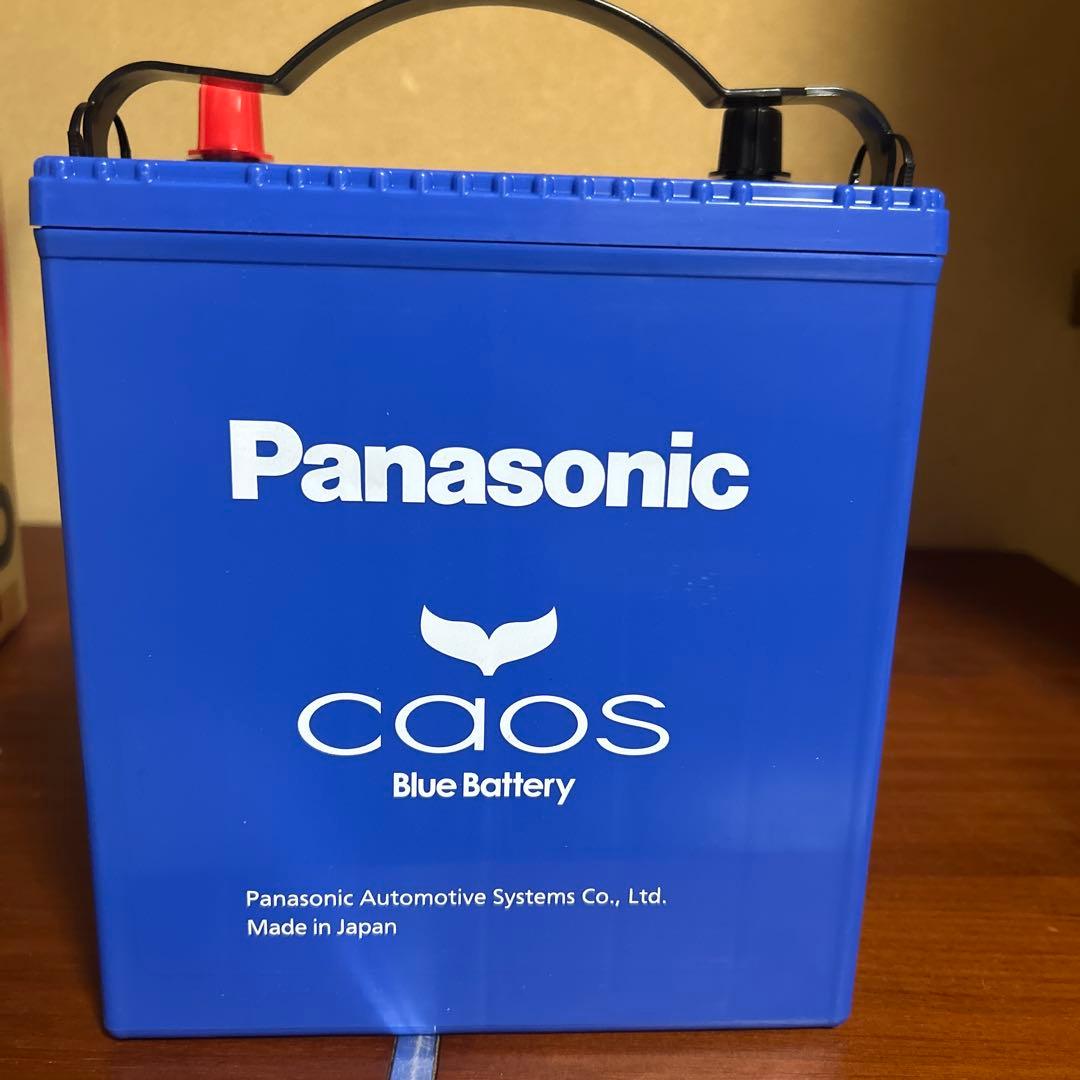 Panasonic
caos
Blue Battery
Panasonic Automotive Systems Co., Ltd.
Made in Japan